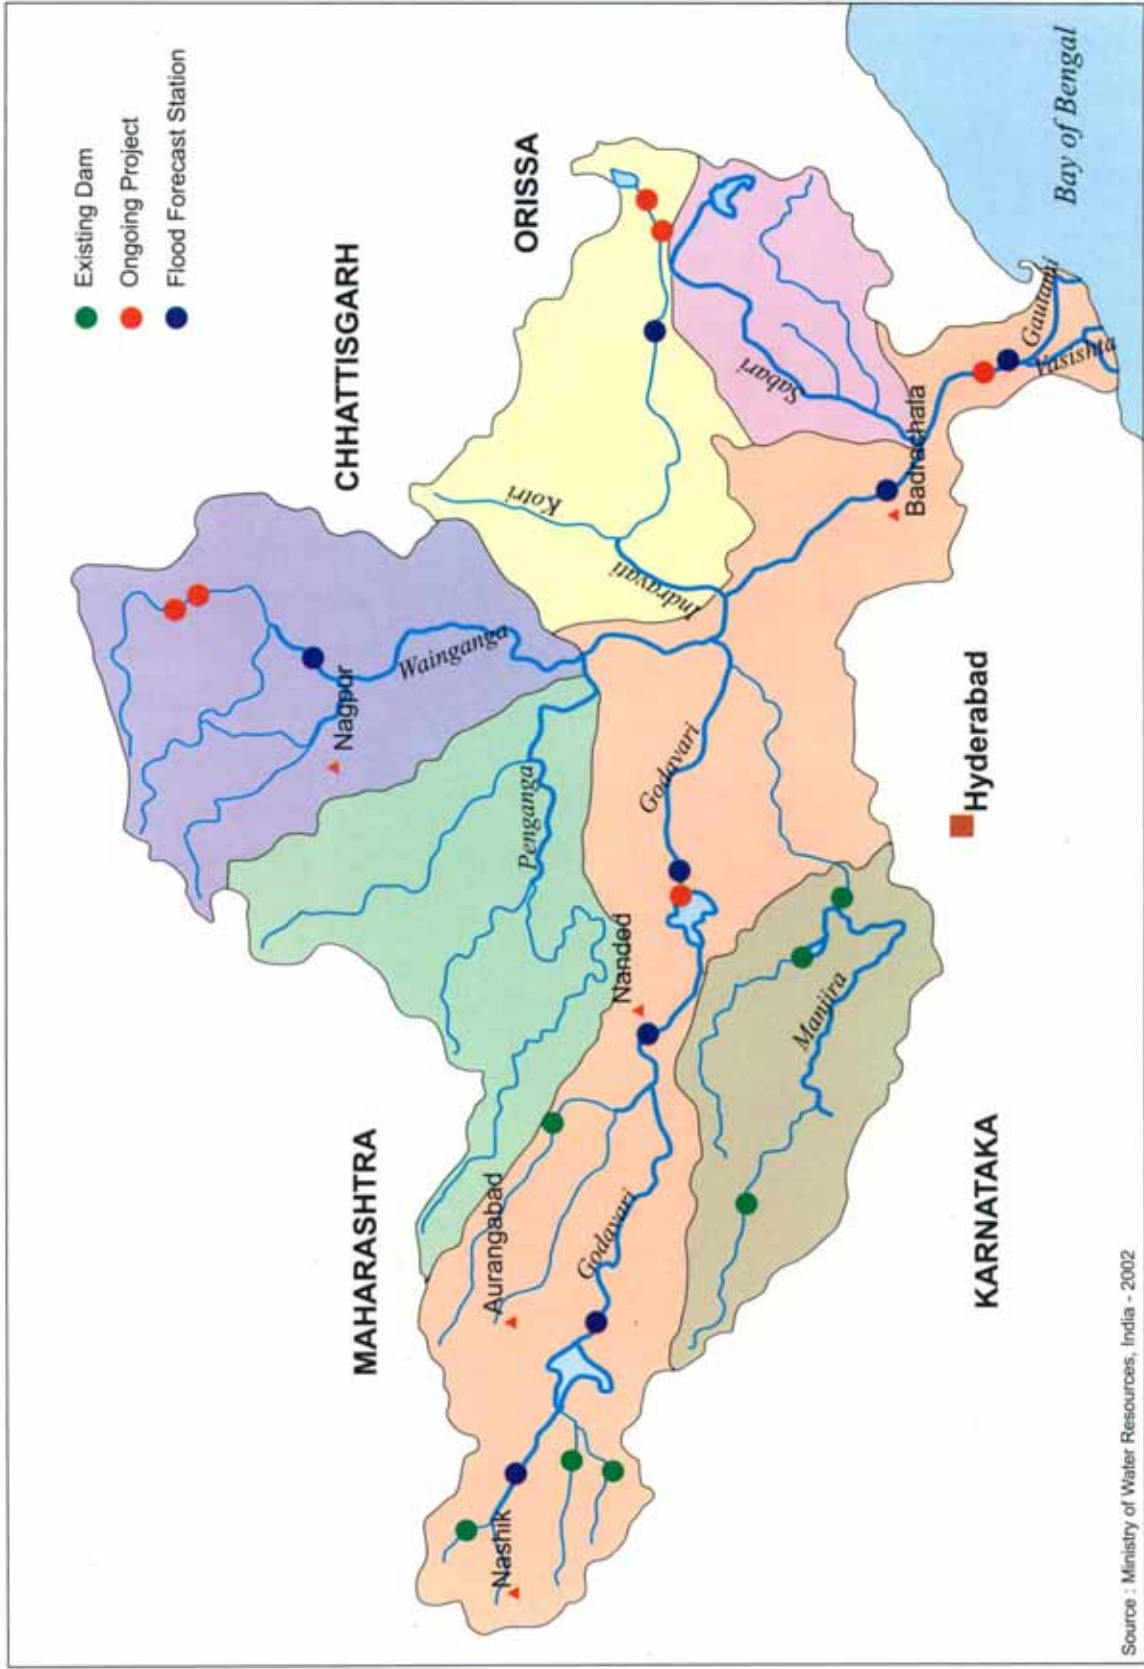 Existing Dam
Ongoing Project
Flood Forecast Station
CHHATTISGARH
ORISSA
MAHARASHTRA
KARNATAKA
Bay of Bengal
Nagpur
Wainganga
Kotri
Indravati
Sabari
Penganga
Godavari
Nanded
Aurangabad
Godavari
Nashik
Manjira
Hyderabad
Badrachala
Gautami
Vasishta
Source : Ministry of Water Resources, India - 2002